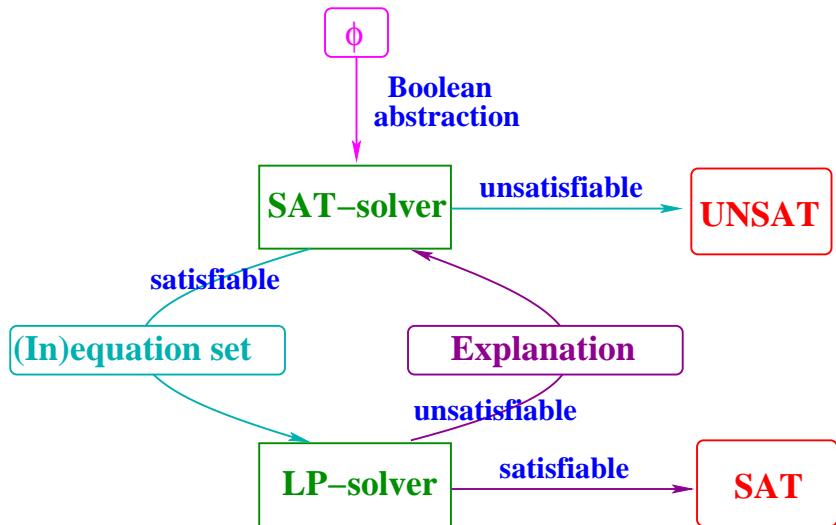 ϕ
Boolean
abstraction
SAT–solver
unsatisfiable
UNSAT
satisfiable
(In)equation set
Explanation
unsatisfiable
LP–solver
satisfiable
SAT